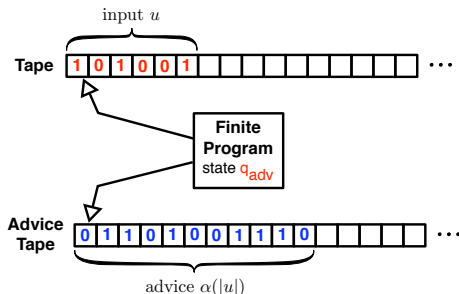 input u
Tape
1 0 1 0 0 1 ...
Finite
Program
state q_adv
Advice
Tape
0 1 1 0 1 0 0 1 1 1 0 ...
advice α(|u|)